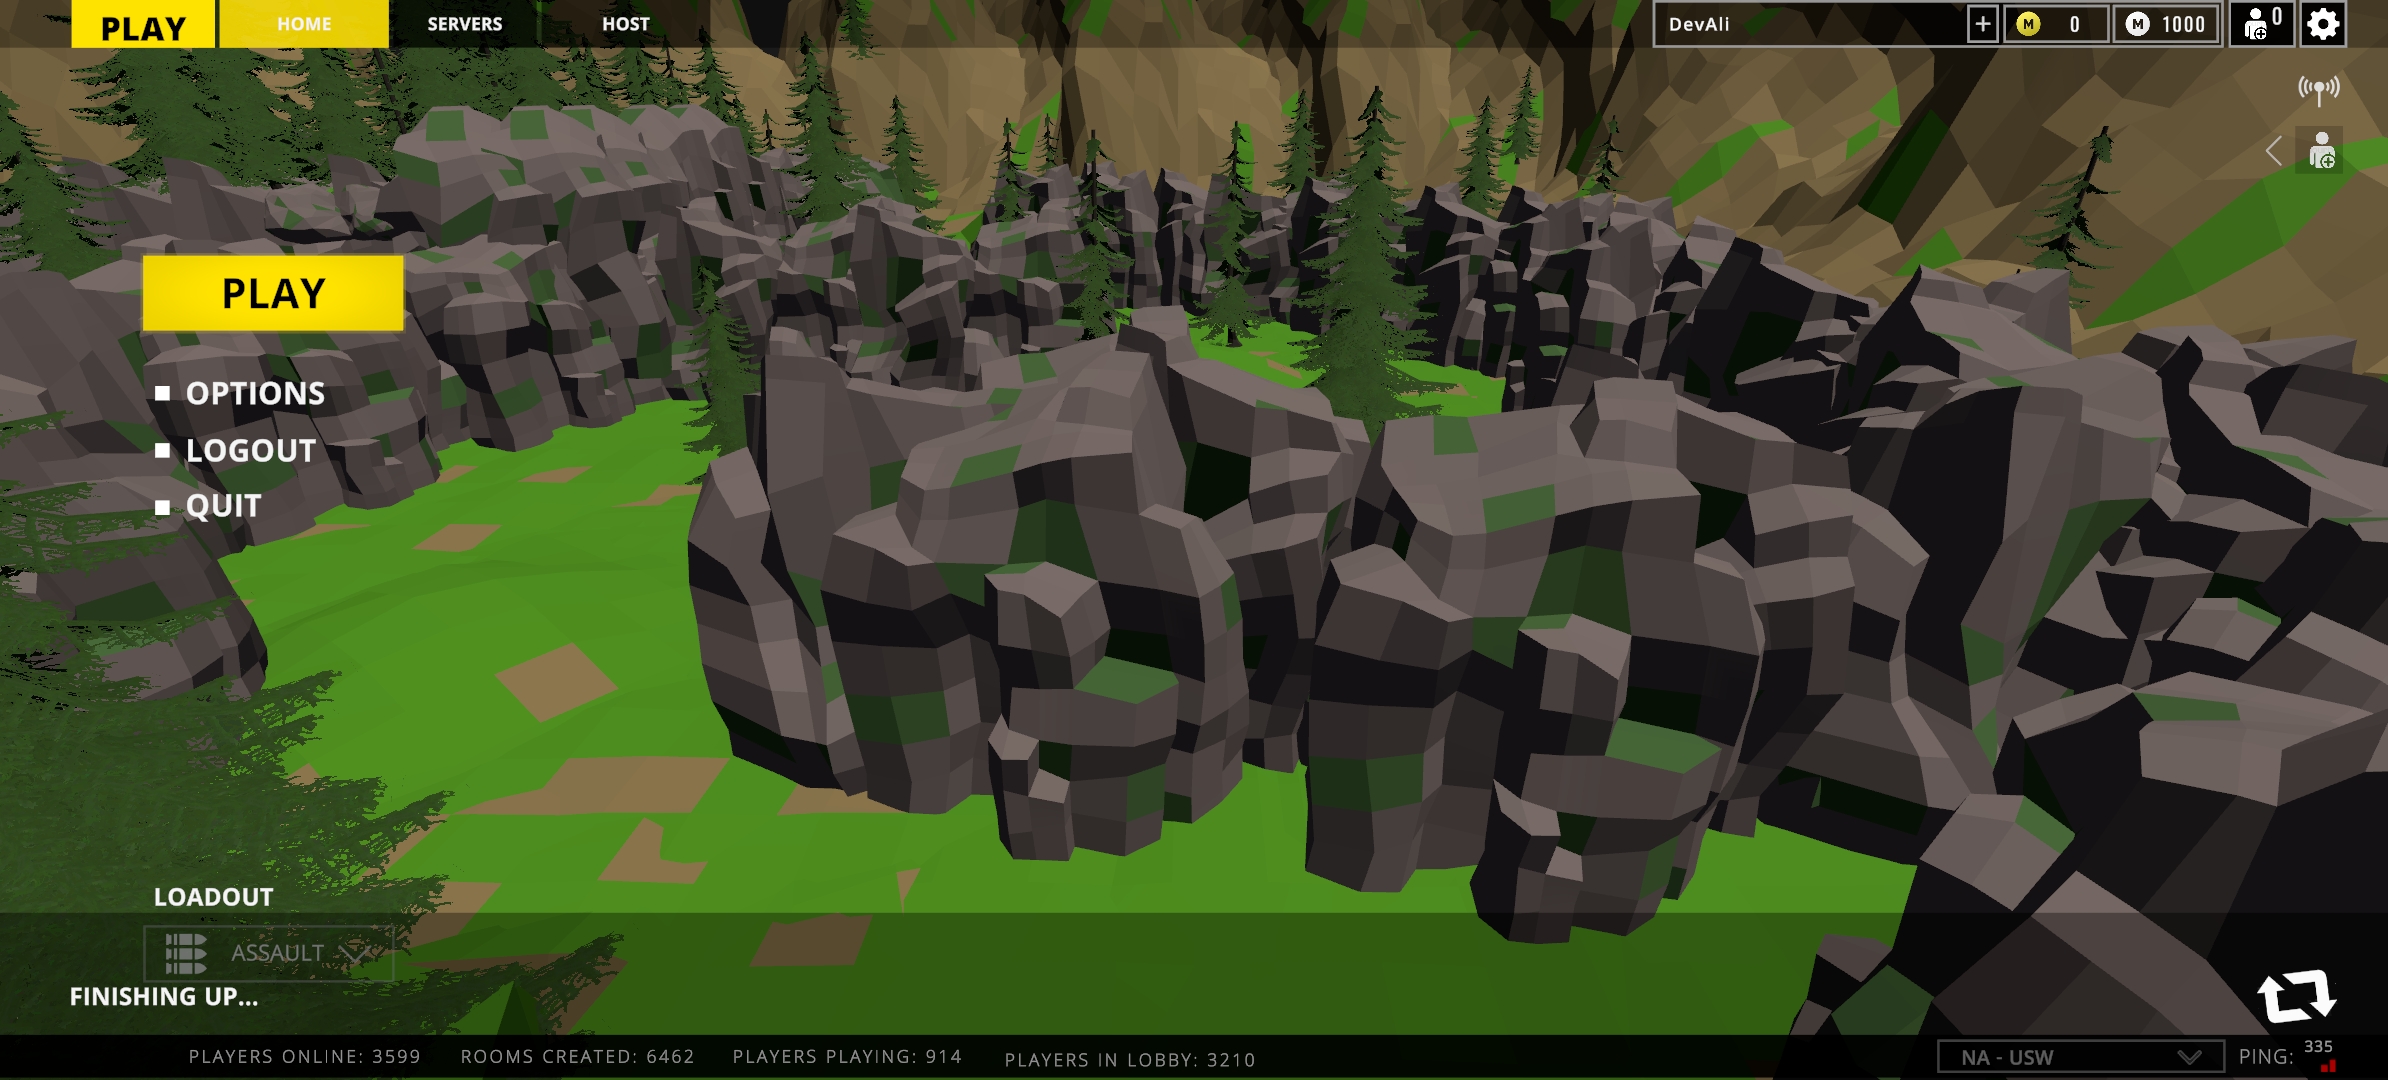 PLAY HOME SERVERS HOST DevAli + M 0 M 1000 0
PLAY
OPTIONS
LOGOUT
QUIT
LOADOUT
ASSAULT
FINISHING UP...
PLAYERS ONLINE: 3599 ROOMS CREATED: 6462 PLAYERS PLAYING: 914 PLAYERS IN LOBBY: 3210 NA - USW PING: 335